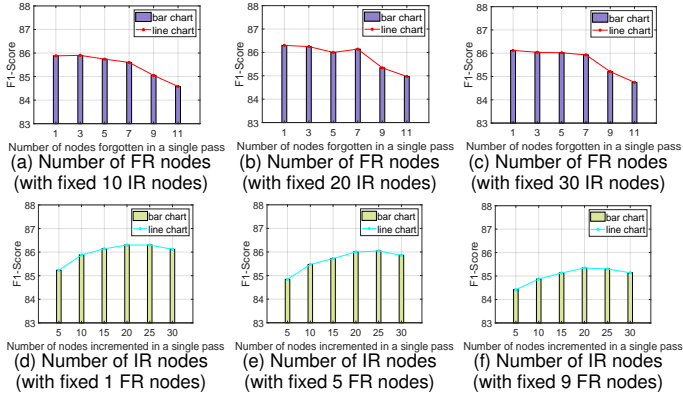 88
87
86
85
84
83
F1-Score
bar chart
line chart
1 3 5 7 9 11
Number of nodes forgotten in a single pass
(a) Number of FR nodes
(with fixed 10 IR nodes)
88
87
86
85
84
83
F1-Score
bar chart
line chart
1 3 5 7 9 11
Number of nodes forgotten in a single pass
(b) Number of FR nodes
(with fixed 20 IR nodes)
88
87
86
85
84
83
F1-Score
bar chart
line chart
1 3 5 7 9 11
Number of nodes forgotten in a single pass
(c) Number of FR nodes
(with fixed 30 IR nodes)
88
87
86
85
84
83
F1-Score
bar chart
line chart
5 10 15 20 25 30
Number of nodes incremented in a single pass
(d) Number of IR nodes
(with fixed 1 FR nodes)
88
87
86
85
84
83
F1-Score
bar chart
line chart
5 10 15 20 25 30
Number of nodes incremented in a single pass
(e) Number of IR nodes
(with fixed 5 FR nodes)
88
87
86
85
84
83
F1-Score
bar chart
line chart
5 10 15 20 25 30
Number of nodes incremented in a single pass
(f) Number of IR nodes
(with fixed 9 FR nodes)